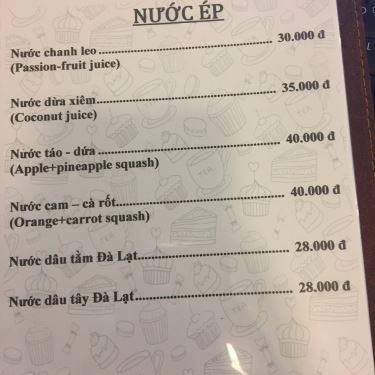 NƯỚC ÉP
Nước chanh leo 30.000 đ
(Passion-fruit juice)
Nước dừa xiêm 35.000 đ
(Coconut juice)
Nước táo - dứa 40.000 đ
(Apple+pineapple squash)
Nước cam – cà rốt 40.000 đ
(Orange+carrot squash)
Nước dâu tằm Đà Lạt 28.000 đ
Nước dâu tây Đà Lạt 28.000 đ